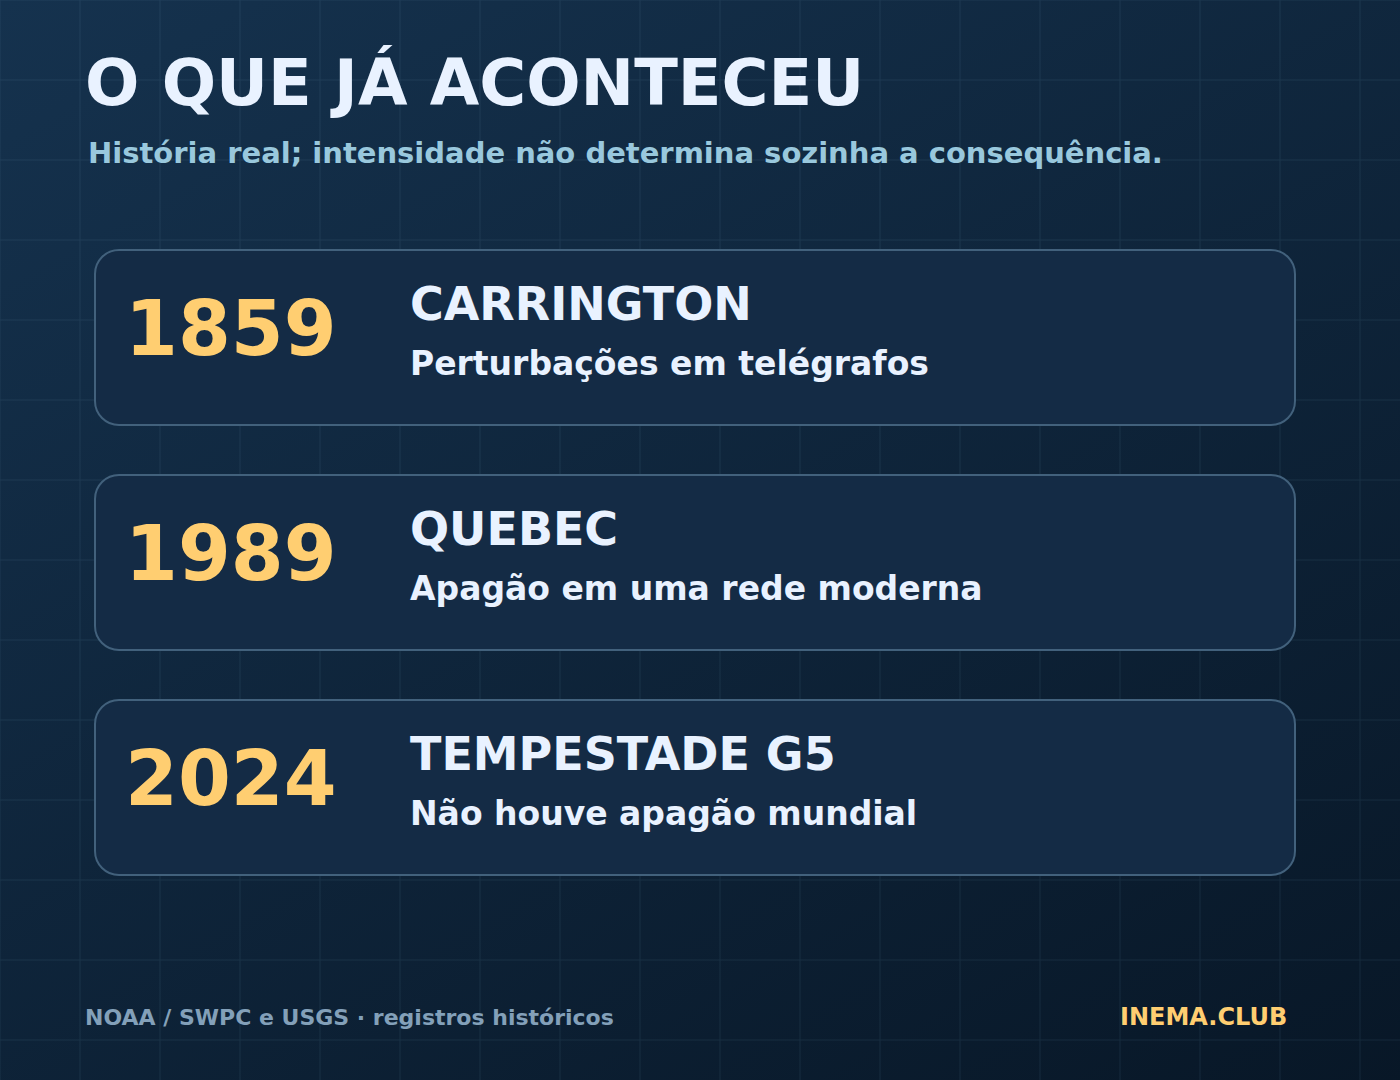 O QUE JÁ ACONTECEU
História real; intensidade não determina sozinha a consequência.
1859
CARRINGTON
Perturbações em telégrafos
1989
QUEBEC
Apagão em uma rede moderna
2024
TEMPESTADE G5
Não houve apagão mundial
NOAA / SWPC e USGS · registros históricos
INEMA.CLUB